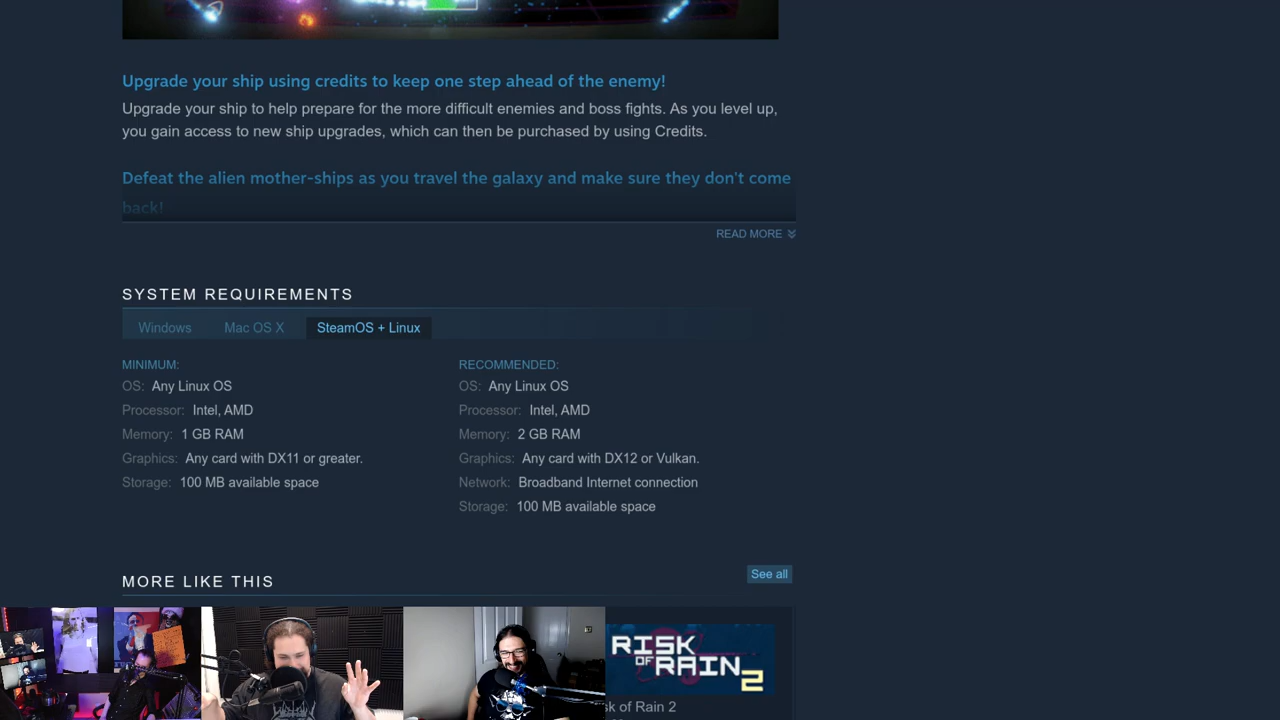 Upgrade your ship using credits to keep one step ahead of the enemy!
Upgrade your ship to help prepare for the more difficult enemies and boss fights. As you level up,
you gain access to new ship upgrades, which can then be purchased by using Credits.
Defeat the alien mother-ships as you travel the galaxy and make sure they don't come
back!
READ MORE
SYSTEM REQUIREMENTS
Windows Mac OS X SteamOS + Linux
MINIMUM:
OS: Any Linux OS
Processor: Intel, AMD
Memory: 1 GB RAM
Graphics: Any card with DX11 or greater.
Storage: 100 MB available space
RECOMMENDED:
OS: Any Linux OS
Processor: Intel, AMD
Memory: 2 GB RAM
Graphics: Any card with DX12 or Vulkan.
Network: Broadband Internet connection
Storage: 100 MB available space
MORE LIKE THIS
See all
RISK
OF RAIN 2
sk of Rain 2